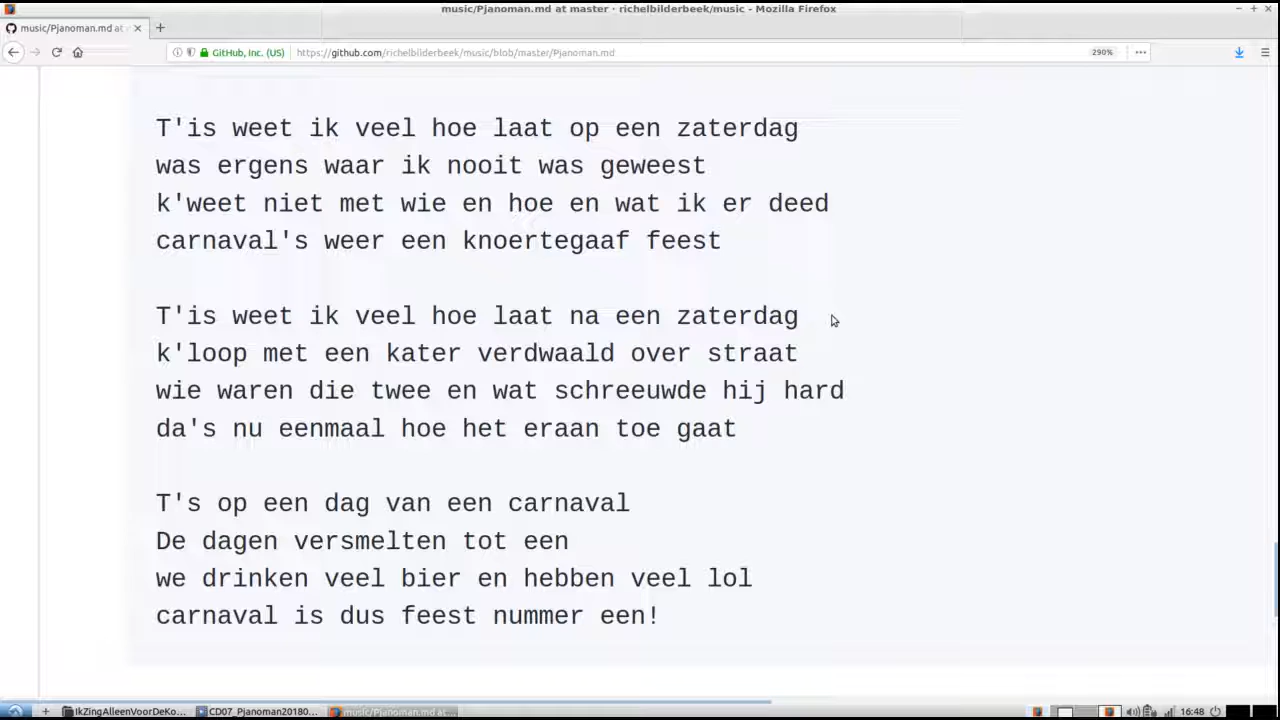 music/Pjanoman.md at master · richelbilderbeek/music - Mozilla Firefox
music/Pjanoman.md at
GitHub, Inc. (US) https://github.com/richelbilderbeek/music/blob/master/Pjanoman.md 290%
T'is weet ik veel hoe laat op een zaterdag
was ergens waar ik nooit was geweest
k'weet niet met wie en hoe en wat ik er deed
carnaval's weer een knoertegaaf feest
T'is weet ik veel hoe laat na een zaterdag
k'loop met een kater verdwaald over straat
wie waren die twee en wat schreeuwde hij hard
da's nu eenmaal hoe het eraan toe gaat
T's op een dag van een carnaval
De dagen versmelten tot een
we drinken veel bier en hebben veel lol
carnaval is dus feest nummer een!
IkZingAlleenVoorDeKo... CD07_Pjanoman20180... music/Pjanoman.md at... 16:48